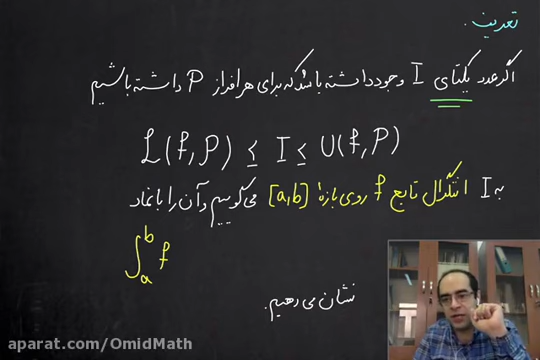 تعریف.
اگر عدد یکتای I وجود داشته باشد که برای هر افراز P داشته باشیم
L(f,P) ≤ I ≤ U(f,P)
به I انتگرال تابع f روی بازهٔ [a,b] می‌گوییم و آن را با نماد
∫_a^b f
نشان می‌دهیم.
aparat.com/OmidMath